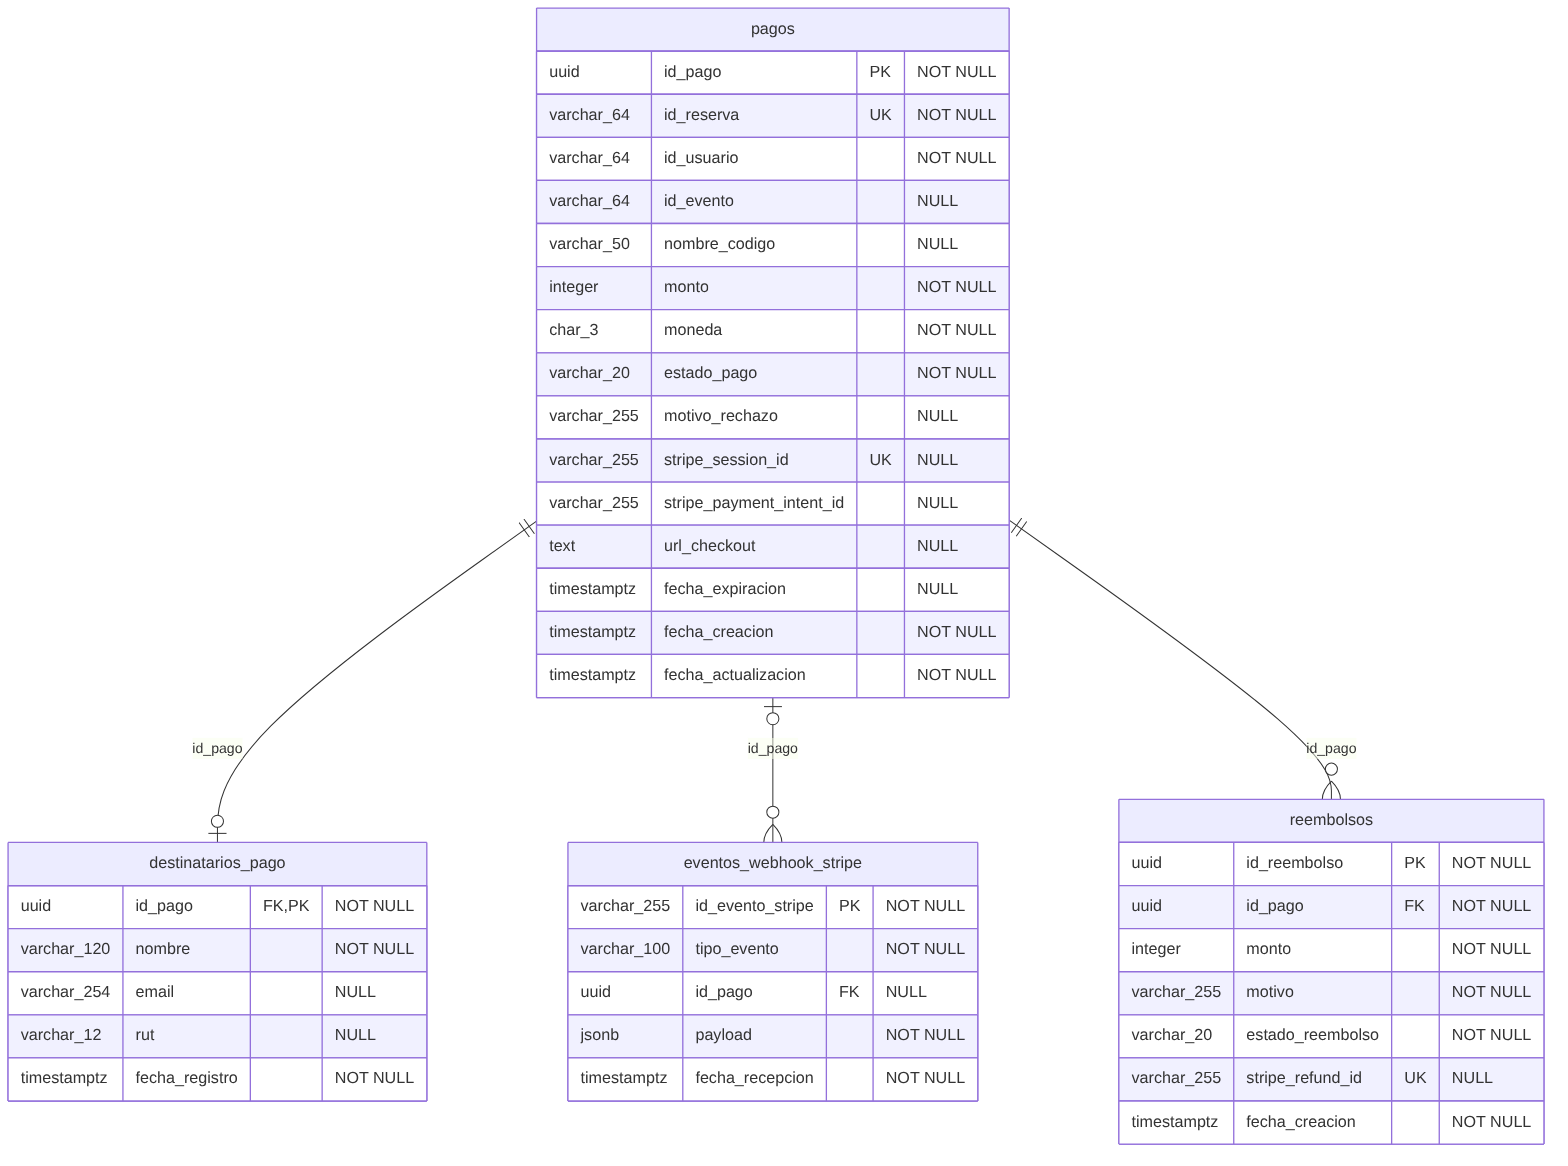 pagos
uuid id_pago PK NOT NULL
varchar_64 id_reserva UK NOT NULL
varchar_64 id_usuario NOT NULL
varchar_64 id_evento NULL
varchar_50 nombre_codigo NULL
integer monto NOT NULL
char_3 moneda NOT NULL
varchar_20 estado_pago NOT NULL
varchar_255 motivo_rechazo NULL
varchar_255 stripe_session_id UK NULL
varchar_255 stripe_payment_intent_id NULL
text url_checkout NULL
timestamptz fecha_expiracion NULL
timestamptz fecha_creacion NOT NULL
timestamptz fecha_actualizacion NOT NULL
id_pago
id_pago
id_pago
destinatarios_pago
uuid id_pago FK,PK NOT NULL
varchar_120 nombre NOT NULL
varchar_254 email NULL
varchar_12 rut NULL
timestamptz fecha_registro NOT NULL
eventos_webhook_stripe
varchar_255 id_evento_stripe PK NOT NULL
varchar_100 tipo_evento NOT NULL
uuid id_pago FK NULL
jsonb payload NOT NULL
timestamptz fecha_recepcion NOT NULL
reembolsos
uuid id_reembolso PK NOT NULL
uuid id_pago FK NOT NULL
integer monto NOT NULL
varchar_255 motivo NOT NULL
varchar_20 estado_reembolso NOT NULL
varchar_255 stripe_refund_id UK NULL
timestamptz fecha_creacion NOT NULL